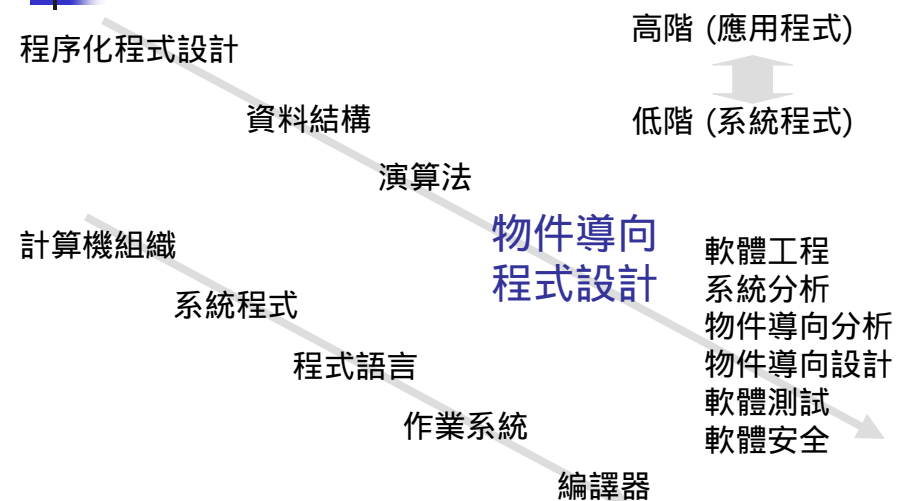 高階 (應用程式)
程序化程式設計
資料結構
低階 (系統程式)
演算法
物件導向
程式設計
計算機組織
軟體工程
系統分析
系統程式
物件導向分析
程式語言
物件導向設計
軟體測試
作業系統
軟體安全
編譯器